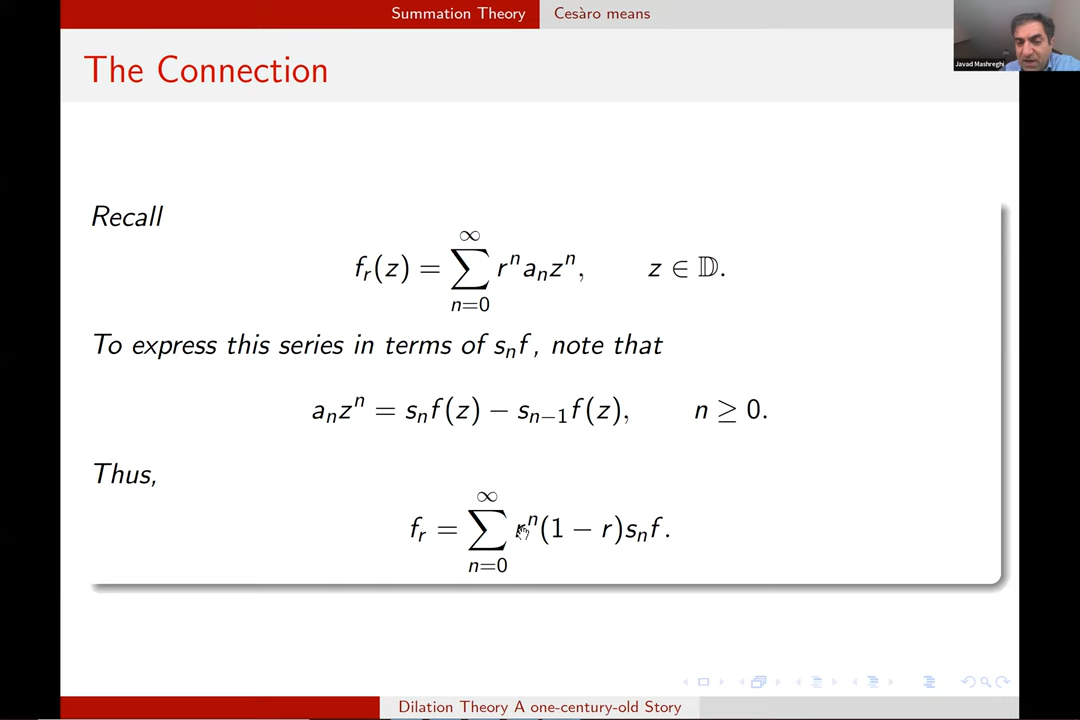 Summation Theory Cesàro means
The Connection
Javad Mashreghi
Recall
f_r(z) = ∑_{n=0}^{∞} r^n a_n z^n, z ∈ 𝔻.
To express this series in terms of s_n f, note that
a_n z^n = s_n f(z) − s_{n−1} f(z), n ≥ 0.
Thus,
f_r = ∑_{n=0}^{∞} r^n(1 − r)s_n f.
Dilation Theory A one-century-old Story